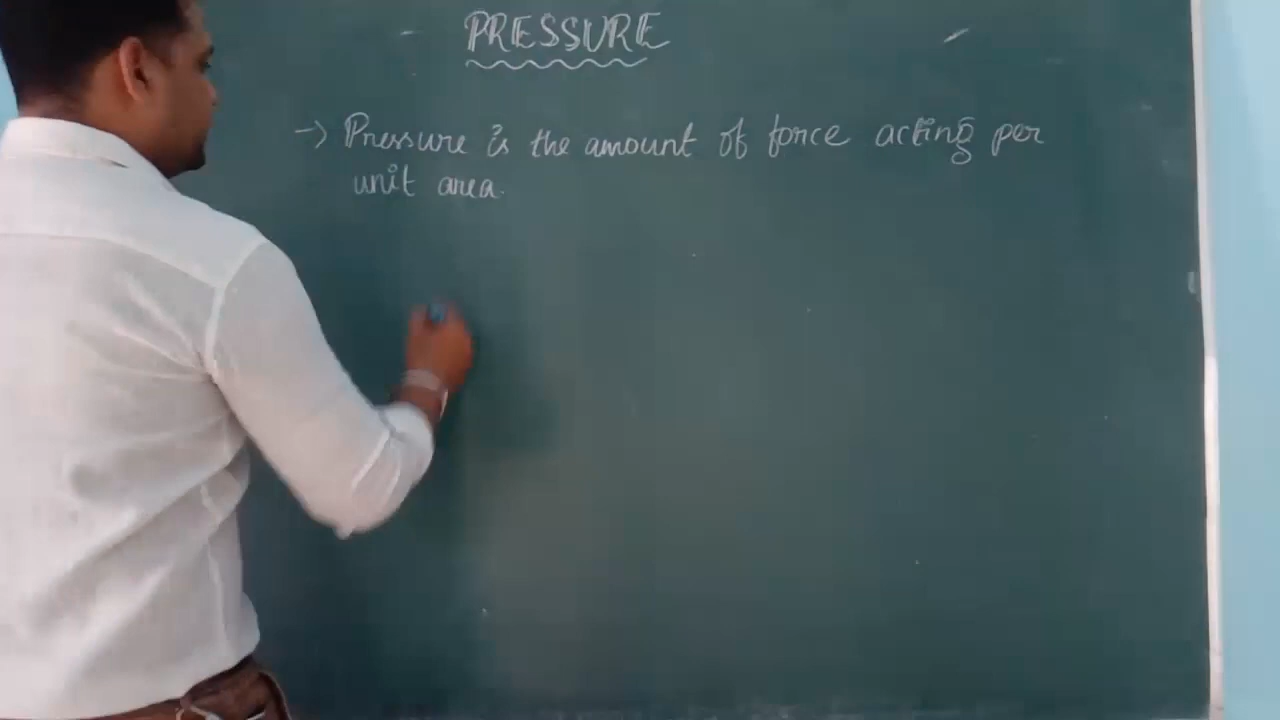 PRESSURE
-> Pressure is the amount of force acting per
unit area.